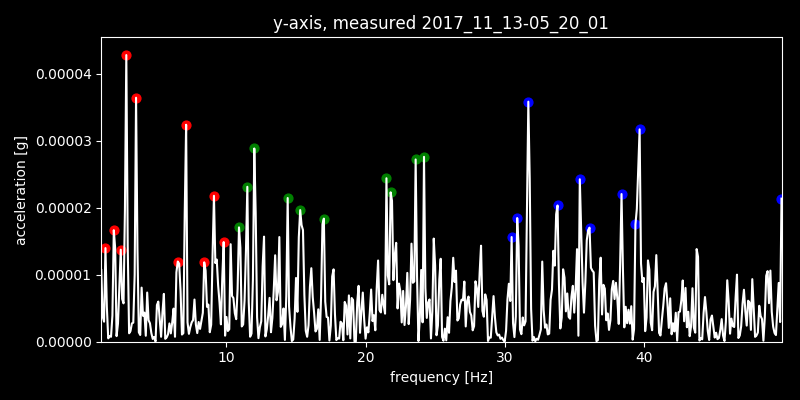 y-axis, measured 2017_11_13-05_20_01
0.00004
0.00003
0.00002
0.00001
0.00000
acceleration [g]
10 20 30 40
frequency [Hz]